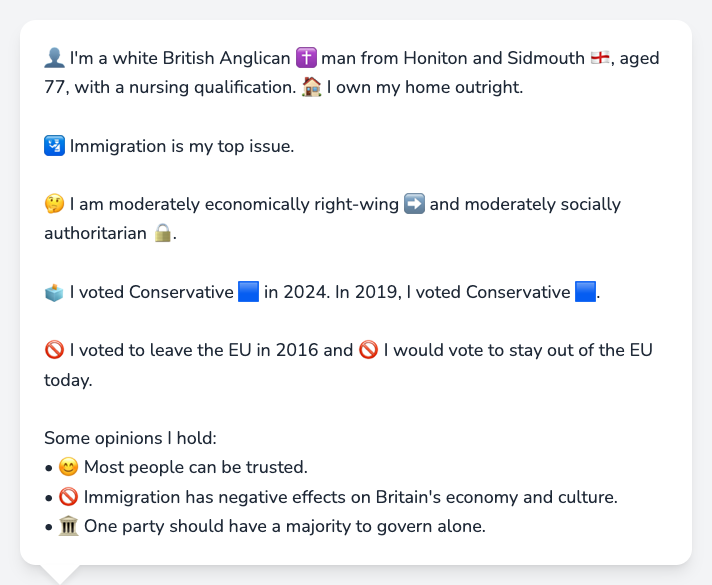 👤 I'm a white British Anglican ✝️ man from Honiton and Sidmouth 🏴󠁧󠁢󠁥󠁮󠁧󠁿, aged
77, with a nursing qualification. 🏠 I own my home outright.
🛂 Immigration is my top issue.
🤔 I am moderately economically right-wing ➡️ and moderately socially
authoritarian 🔒.
🗳️ I voted Conservative 🟦 in 2024. In 2019, I voted Conservative 🟦.
🚫 I voted to leave the EU in 2016 and 🚫 I would vote to stay out of the EU
today.
Some opinions I hold:
• 😊 Most people can be trusted.
• 🚫 Immigration has negative effects on Britain's economy and culture.
• 🏛️ One party should have a majority to govern alone.